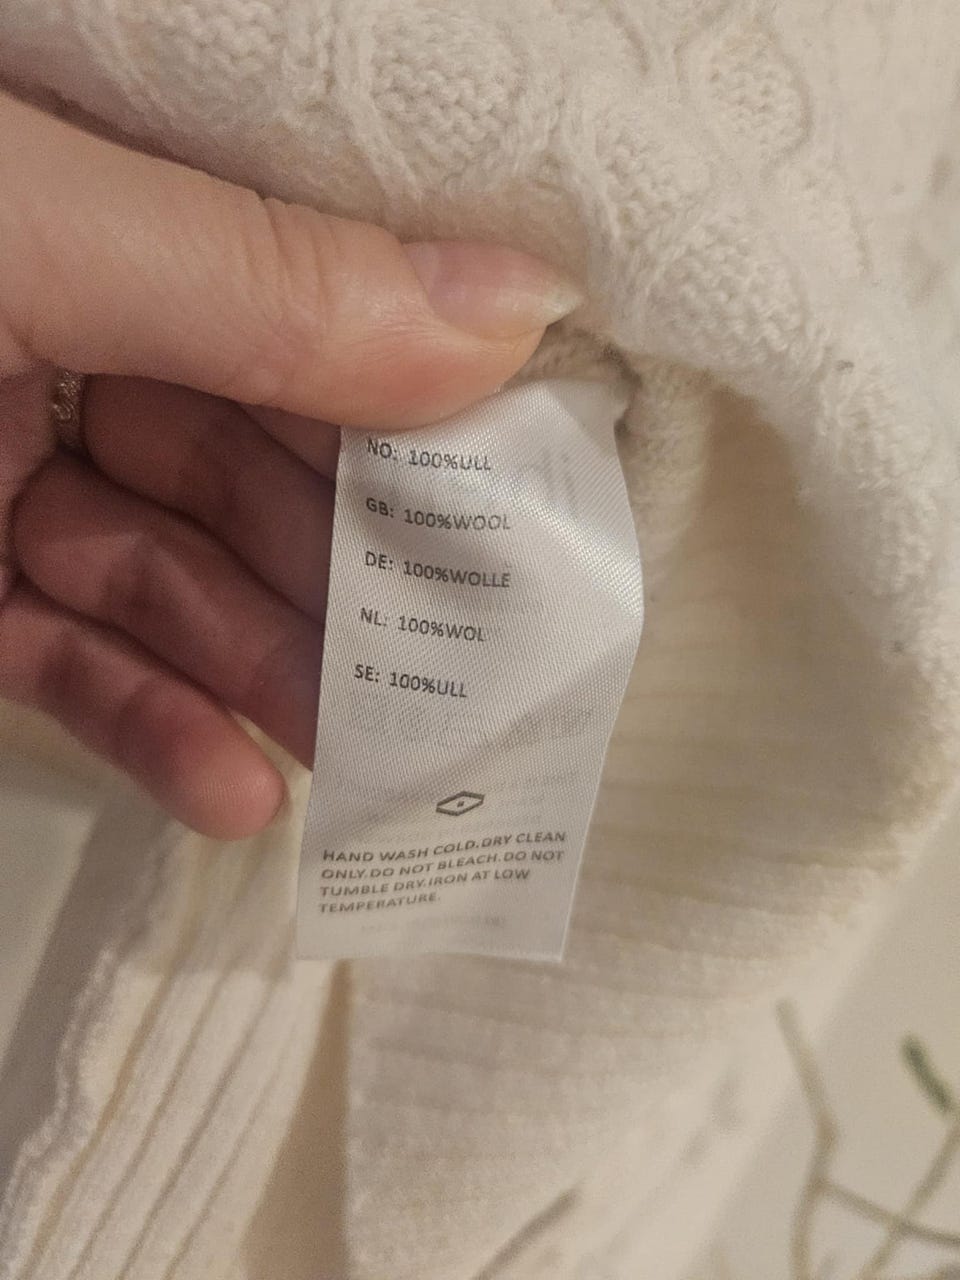 NO: 100%ULL
GB: 100%WOOL
DE: 100%WOLLE
NL: 100%WOL
SE: 100%ULL
HAND WASH COLD.DRY CLEAN
ONLY.DO NOT BLEACH.DO NOT
TUMBLE DRY.IRON AT LOW
TEMPERATURE.